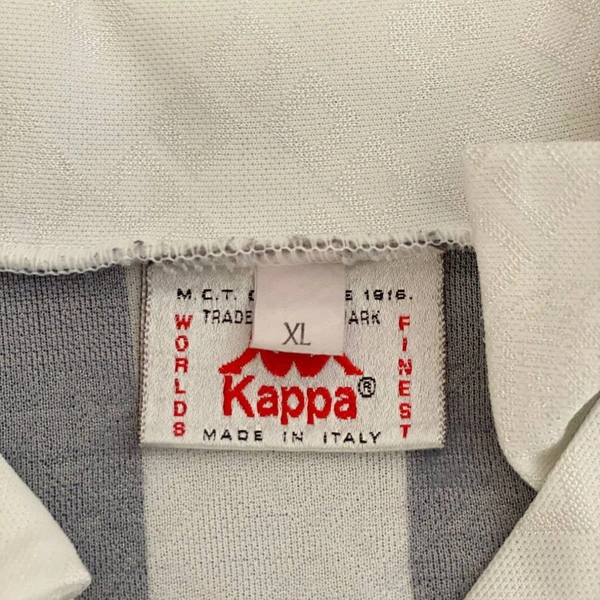 M.C.T. 1916.
TRADE MARK
XL
WORLDS
FINEST
Kappa®
MADE IN ITALY